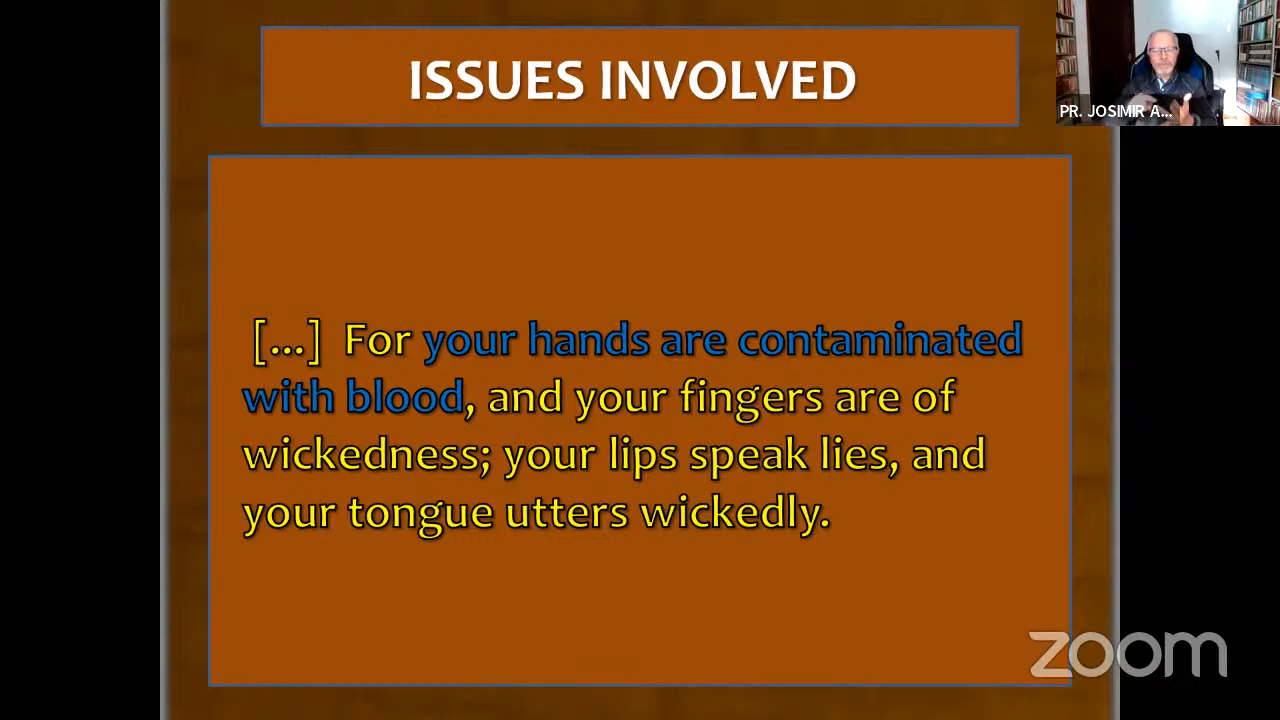 ISSUES INVOLVED
PR. JOSIMIR A...
[...] For your hands are contaminated
with blood, and your fingers are of
wickedness; your lips speak lies, and
your tongue utters wickedly.
zoom